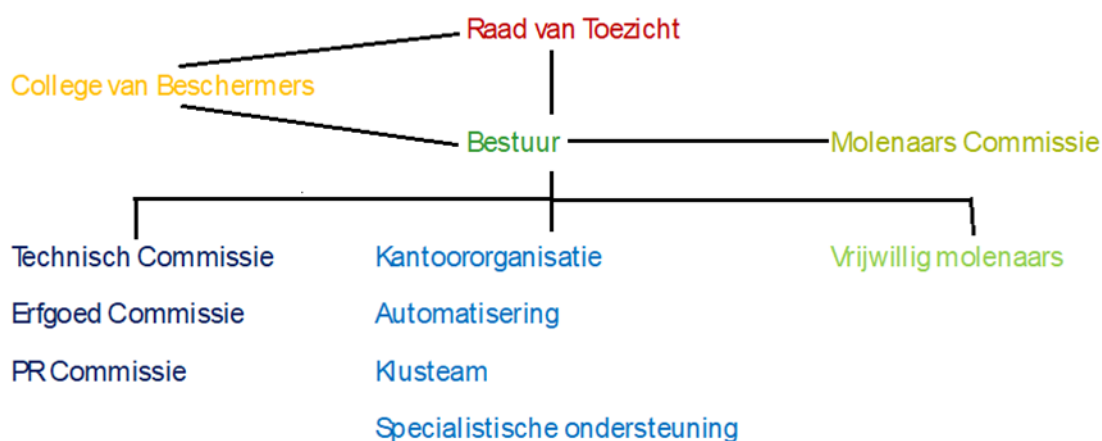 Raad van Toezicht
College van Beschermers
Bestuur
Molenaars Commissie
Technisch Commissie
Kantoororganisatie
Vrijwillig molenaars
Erfgoed Commissie
Automatisering
PR Commissie
Klusteam
Specialistische ondersteuning